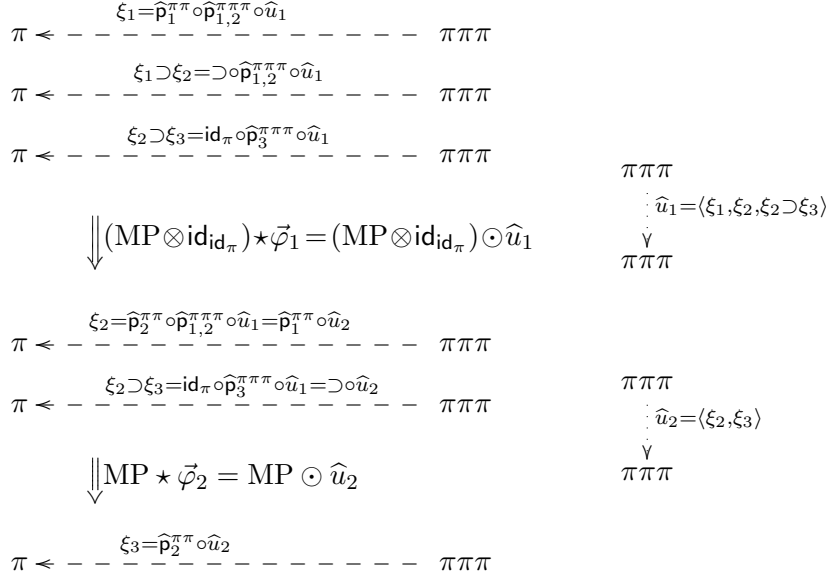 ξ₁=p̂₁^{ππ}∘p̂_{1,2}^{πππ}∘û₁
π ← πππ
ξ₁⊃ξ₂=⊃∘p̂_{1,2}^{πππ}∘û₁
π ← πππ
ξ₂⊃ξ₃=id_π∘p̂₃^{πππ}∘û₁
π ← πππ
πππ
û₁=⟨ξ₁,ξ₂,ξ₂⊃ξ₃⟩
πππ
(MP⊗id_{id_π})⋆φ⃗₁=(MP⊗id_{id_π})⊙û₁
ξ₂=p̂₂^{ππ}∘p̂_{1,2}^{πππ}∘û₁=p̂₁^{ππ}∘û₂
π ← πππ
ξ₂⊃ξ₃=id_π∘p̂₃^{πππ}∘û₁=⊃∘û₂
π ← πππ
πππ
û₂=⟨ξ₂,ξ₃⟩
πππ
MP ⋆ φ⃗₂ = MP ⊙ û₂
ξ₃=p̂₂^{ππ}∘û₂
π ← πππ